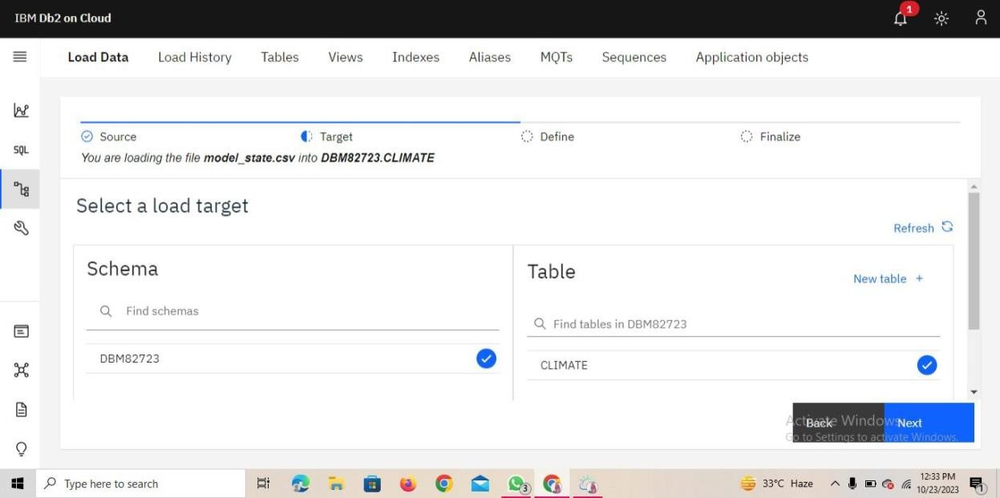 IBM Db2 on Cloud
1
Load Data Load History Tables Views Indexes Aliases MQTs Sequences Application objects
SQL
Source Target Define Finalize
You are loading the file model_state.csv into DBM82723.CLIMATE
Select a load target
Refresh
Schema
Table
New table +
Find schemas
Find tables in DBM82723
DBM82723
CLIMATE
Back Next
Activate Windows
Go to Settings to activate Windows.
Type here to search
3
33°C Haze
12:33 PM
10/23/2023
1